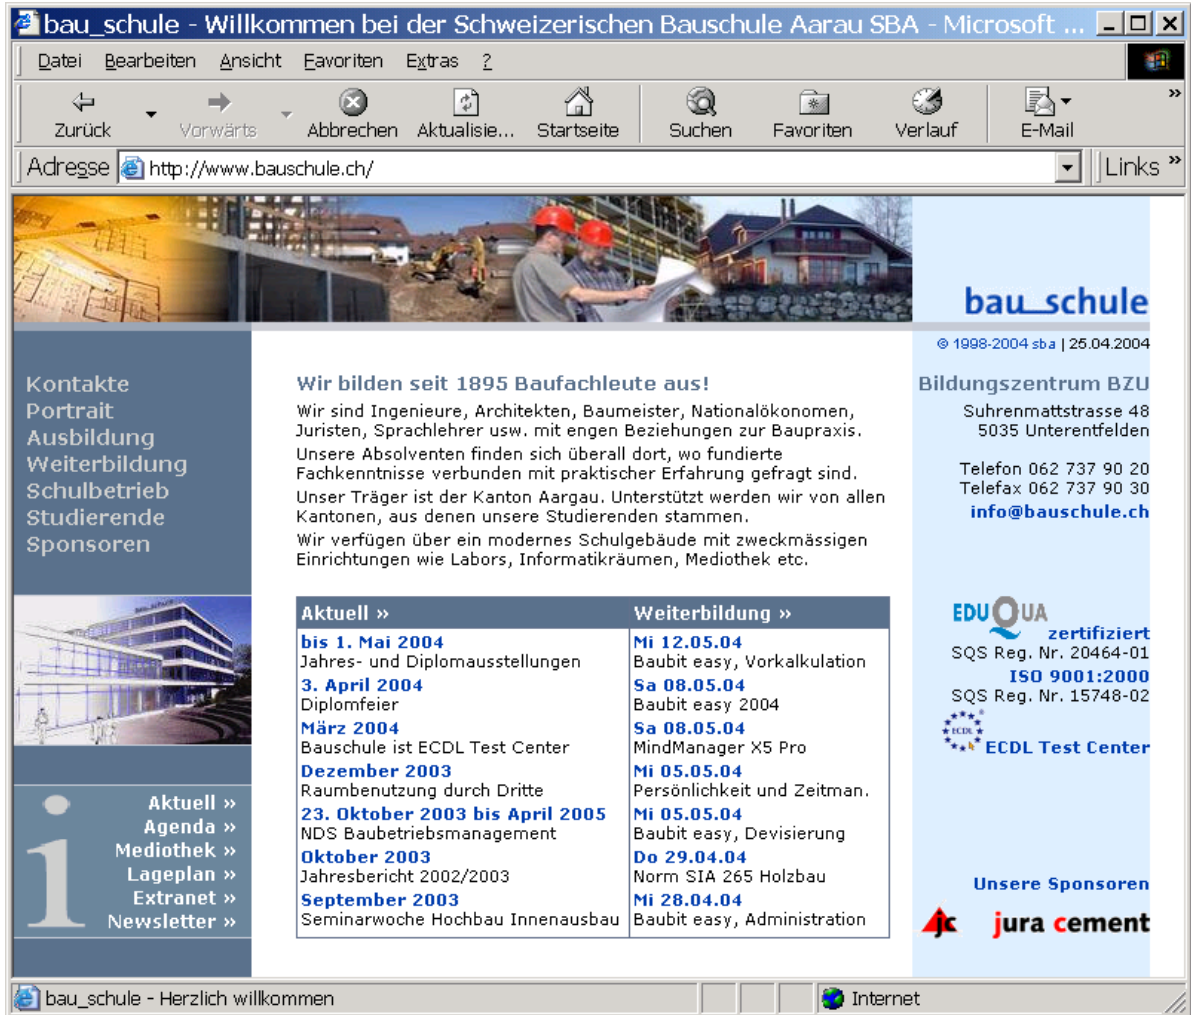 bau_schule - Willkommen bei der Schweizerischen Bauschule Aarau SBA - Microsoft ...
Datei Bearbeiten Ansicht Favoriten Extras ?
Zurück Vorwärts Abbrechen Aktualisie... Startseite Suchen Favoriten Verlauf E-Mail »
Adresse http://www.bauschule.ch/ Links »
bau_schule
© 1998-2004 sba | 25.04.2004
Kontakte
Portrait
Ausbildung
Weiterbildung
Schulbetrieb
Studierende
Sponsoren
Aktuell »
Agenda »
Mediothek »
Lageplan »
Extranet »
Newsletter »
i
Wir bilden seit 1895 Baufachleute aus!
Wir sind Ingenieure, Architekten, Baumeister, Nationalökonomen,
Juristen, Sprachlehrer usw. mit engen Beziehungen zur Baupraxis.
Unsere Absolventen finden sich überall dort, wo fundierte
Fachkenntnisse verbunden mit praktischer Erfahrung gefragt sind.
Unser Träger ist der Kanton Aargau. Unterstützt werden wir von allen
Kantonen, aus denen unsere Studierenden stammen.
Wir verfügen über ein modernes Schulgebäude mit zweckmässigen
Einrichtungen wie Labors, Informatikräumen, Mediothek etc.
Aktuell »
bis 1. Mai 2004
Jahres- und Diplomausstellungen
3. April 2004
Diplomfeier
März 2004
Bauschule ist ECDL Test Center
Dezember 2003
Raumbenutzung durch Dritte
23. Oktober 2003 bis April 2005
NDS Baubetriebsmanagement
Oktober 2003
Jahresbericht 2002/2003
September 2003
Seminarwoche Hochbau Innenausbau
Weiterbildung »
Mi 12.05.04
Baubit easy, Vorkalkulation
Sa 08.05.04
Baubit easy 2004
Sa 08.05.04
MindManager X5 Pro
Mi 05.05.04
Persönlichkeit und Zeitman.
Mi 05.05.04
Baubit easy, Devisierung
Do 29.04.04
Norm SIA 265 Holzbau
Mi 28.04.04
Baubit easy, Administration
Bildungszentrum BZU
Suhrenmattstrasse 48
5035 Unterentfelden
Telefon 062 737 90 20
Telefax 062 737 90 30
info@bauschule.ch
EDUQUA
zertifiziert
SQS Reg. Nr. 20464-01
ISO 9001:2000
SQS Reg. Nr. 15748-02
ECDL
ECDL Test Center
Unsere Sponsoren
jc jura cement
bau_schule - Herzlich willkommen
Internet